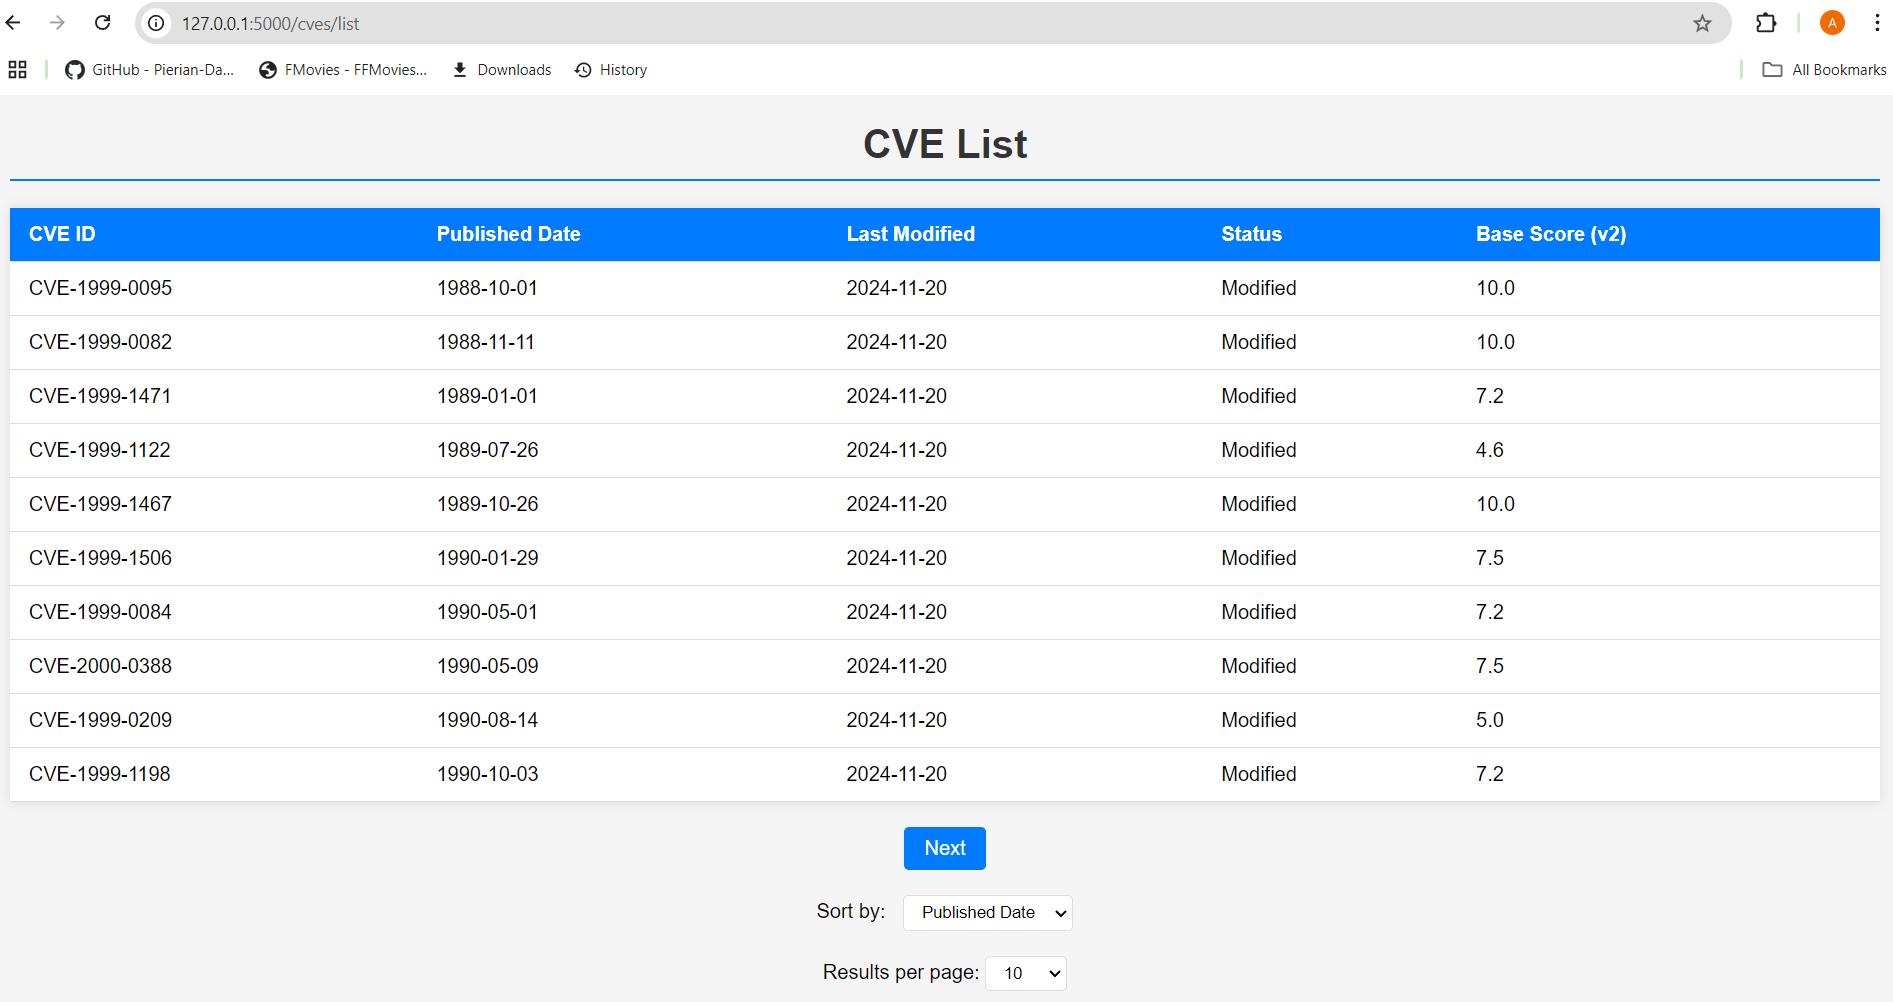 127.0.0.1:5000/cves/list
A
GitHub - Pierian-Da... FMovies - FFMovies... Downloads History All Bookmarks
CVE List
CVE ID Published Date Last Modified Status Base Score (v2)
CVE-1999-0095 1988-10-01 2024-11-20 Modified 10.0
CVE-1999-0082 1988-11-11 2024-11-20 Modified 10.0
CVE-1999-1471 1989-01-01 2024-11-20 Modified 7.2
CVE-1999-1122 1989-07-26 2024-11-20 Modified 4.6
CVE-1999-1467 1989-10-26 2024-11-20 Modified 10.0
CVE-1999-1506 1990-01-29 2024-11-20 Modified 7.5
CVE-1999-0084 1990-05-01 2024-11-20 Modified 7.2
CVE-2000-0388 1990-05-09 2024-11-20 Modified 7.5
CVE-1999-0209 1990-08-14 2024-11-20 Modified 5.0
CVE-1999-1198 1990-10-03 2024-11-20 Modified 7.2
Next
Sort by: Published Date
Results per page: 10